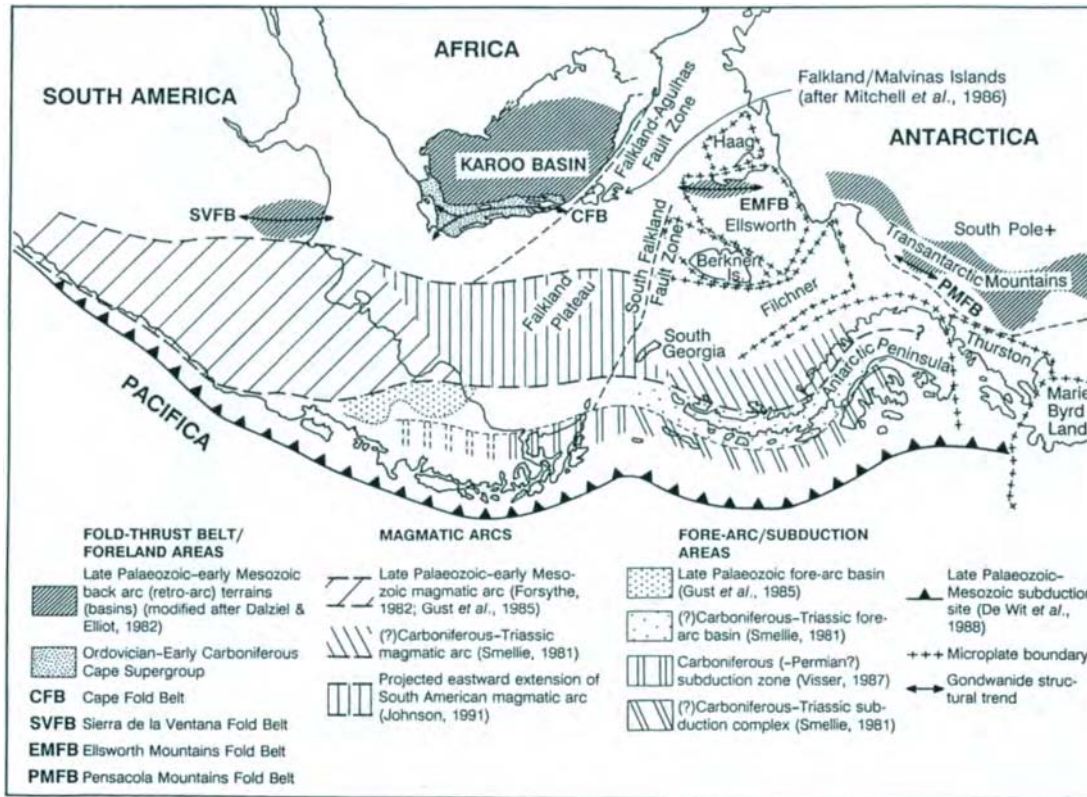 AFRICA
SOUTH AMERICA
Falkland/Malvinas Islands
(after Mitchell et al., 1986)
ANTARCTICA
KAROO BASIN
Falkland-Agulhas
Fault Zone
Haag
SVFB
CFB
EMFB
Ellsworth
South Pole+
Berkner
Is.
Transantarctic Mountains
PMFB
South Falkland
Fault Zone
Falkland
Plateau
Filchner
South
Georgia
Antarctic Peninsula
?
Thurston
Marie
Byrd
Land
PACIFICA
FOLD-THRUST BELT/
FORELAND AREAS
Late Palaeozoic-early Mesozoic
back arc (retro-arc) terrains
(basins) (modified after Dalziel &
Elliot, 1982)
Ordovician-Early Carboniferous
Cape Supergroup
CFB Cape Fold Belt
SVFB Sierra de la Ventana Fold Belt
EMFB Ellsworth Mountains Fold Belt
PMFB Pensacola Mountains Fold Belt
MAGMATIC ARCS
Late Palaeozoic-early Meso-
zoic magmatic arc (Forsythe,
1982; Gust et al., 1985)
(?)Carboniferous-Triassic
magmatic arc (Smellie, 1981)
Projected eastward extension of
South American magmatic arc
(Johnson, 1991)
FORE-ARC/SUBDUCTION
AREAS
Late Palaeozoic fore-arc basin
(Gust et al., 1985)
(?)Carboniferous-Triassic fore-
arc basin (Smellie, 1981)
Carboniferous (-Permian?)
subduction zone (Visser, 1987)
(?)Carboniferous-Triassic sub-
duction complex (Smellie, 1981)
Late Palaeozoic-
Mesozoic subduction
site (De Wit et al.,
1988)
Microplate boundary
Gondwanide struc-
tural trend